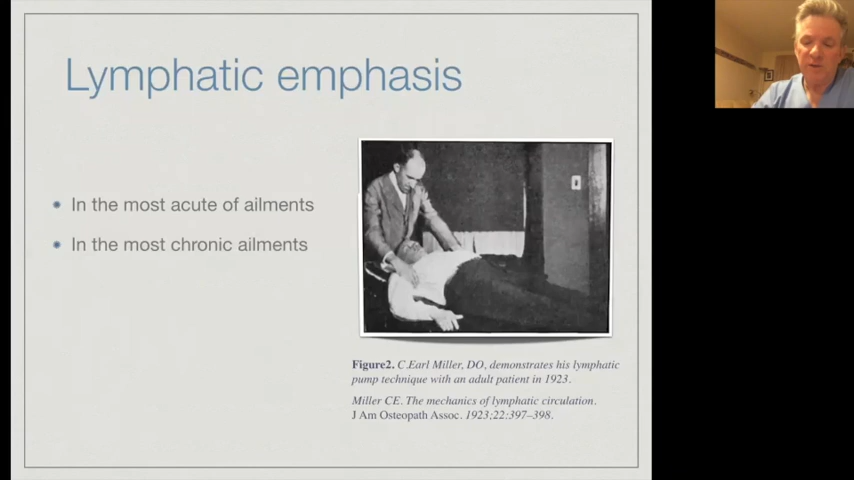 Lymphatic emphasis
In the most acute of ailments
In the most chronic ailments
Figure2. C.Earl Miller, DO, demonstrates his lymphatic
pump technique with an adult patient in 1923.
Miller CE. The mechanics of lymphatic circulation.
J Am Osteopath Assoc. 1923;22:397–398.